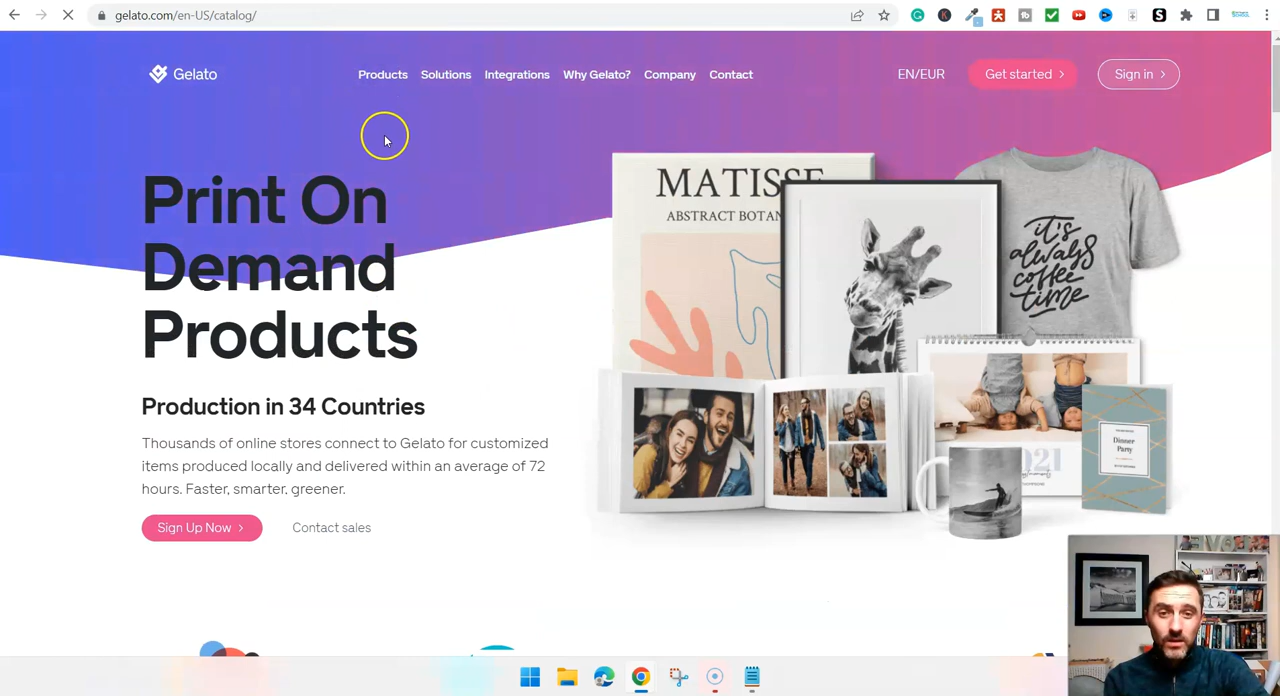 gelato.com/en-US/catalog/
Gelato
Products
Solutions
Integrations
Why Gelato?
Company
Contact
EN/EUR
Get started
Sign in
Print On
Demand
Products
Production in 34 Countries
Thousands of online stores connect to Gelato for customized
items produced locally and delivered within an average of 72
hours. Faster, smarter, greener.
Sign Up Now
Contact sales
MATISSE
ABSTRACT BOTAN
it's
always
coffee
time
2021
Dinner
Party